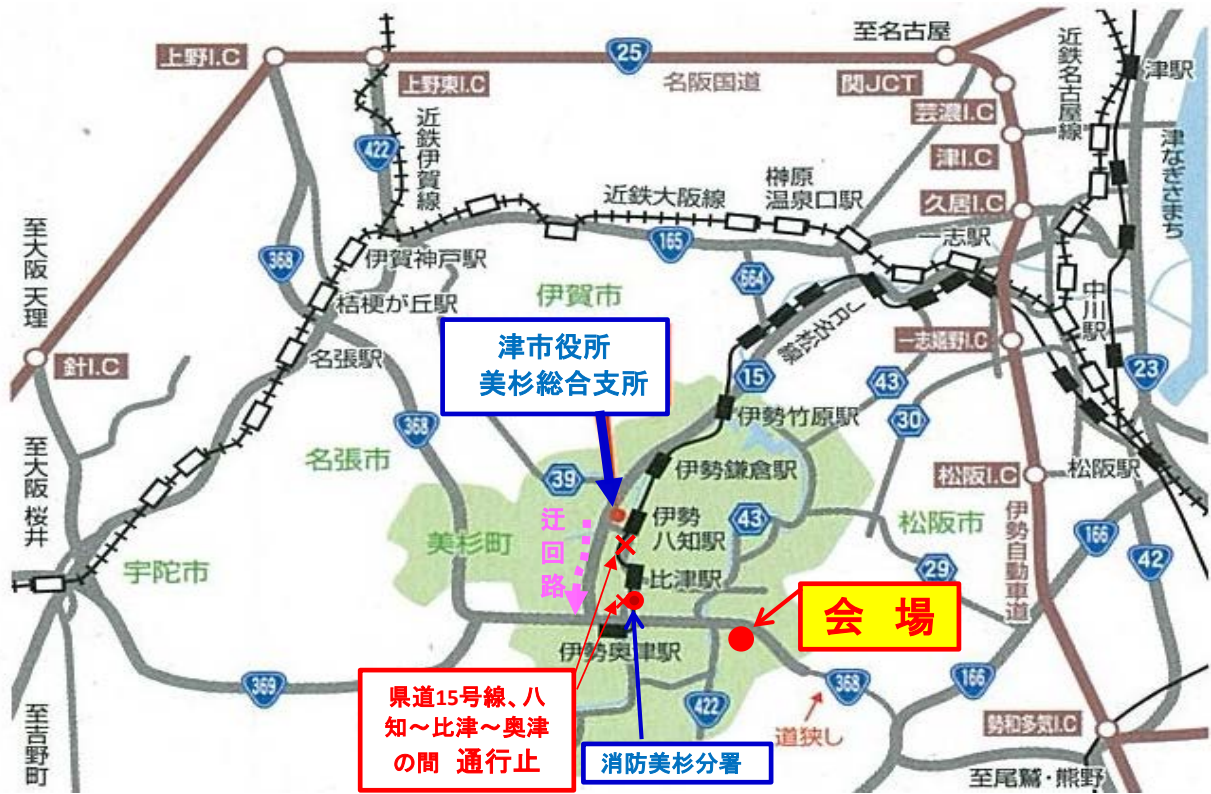 上野I.C
上野東I.C
25
名阪国道
至名古屋
関JCT
近鉄名古屋線
津駅
芸濃I.C
津I.C
久居I.C
津なぎさまち
422
近鉄伊賀線
近鉄大阪線
榊原
温泉口駅
165
一志駅
664
至大阪 天理
368
伊賀神戸駅
桔梗が丘駅
伊賀市
中川駅
JR名松線
一志嬉野I.C
針I.C
名張駅
津市役所
美杉総合支所
15
43
30
23
伊勢竹原駅
368
至大阪 桜井
名張市
39
伊勢鎌倉駅
松阪I.C
松阪駅
美杉町
迂回路
伊勢
八知駅
43
松阪市
伊勢自動車道
166
42
宇陀市
比津駅
29
会 場
伊勢奥津駅
369
県道15号線、八
知～比津～奥津
の間 通行止
422
368
166
道狭し
勢和多気I.C
至吉野町
消防美杉分署
至尾鷲・熊野